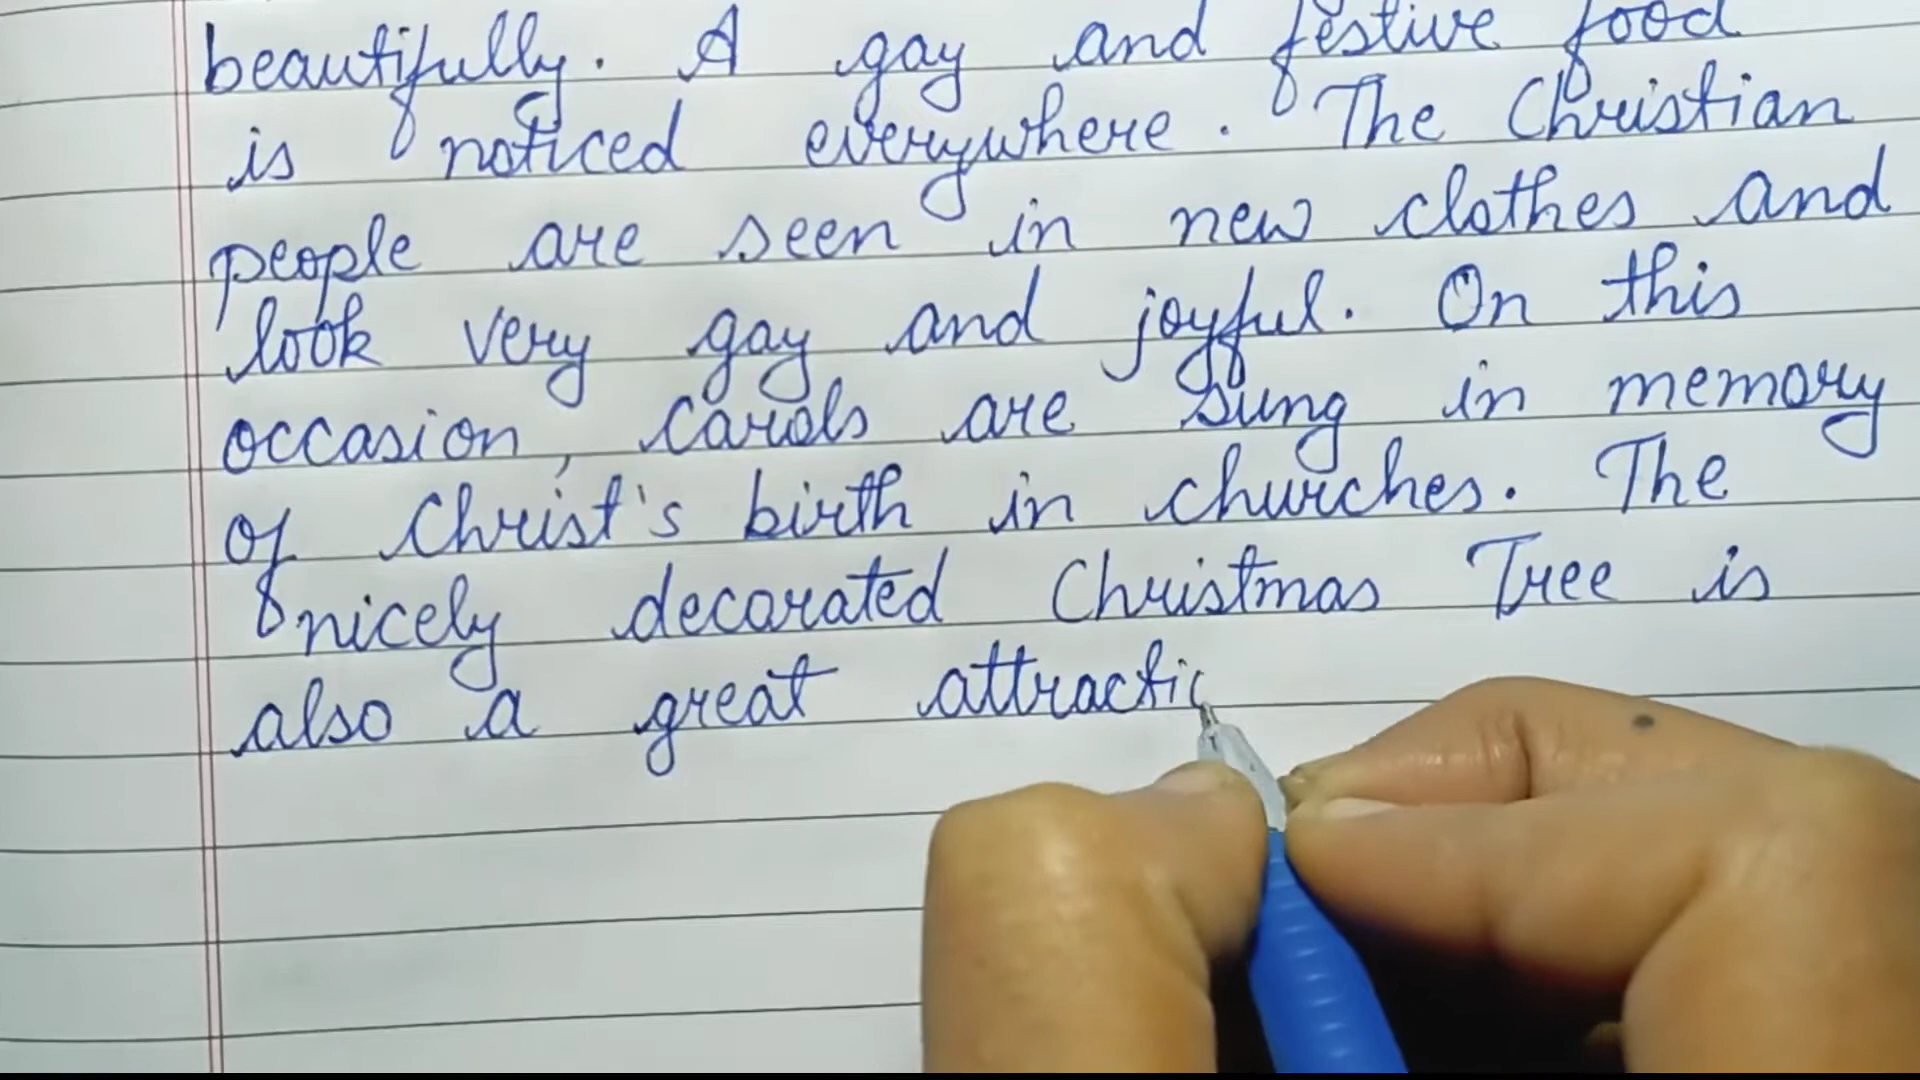 beautifully. A gay and festive food
is noticed everywhere. The Christian
people are seen in new clothes and
look very gay and joyful. On this
occasion, carols are sung in memory
of Christ's birth in churches. The
nicely decorated Christmas Tree is
also a great attractio